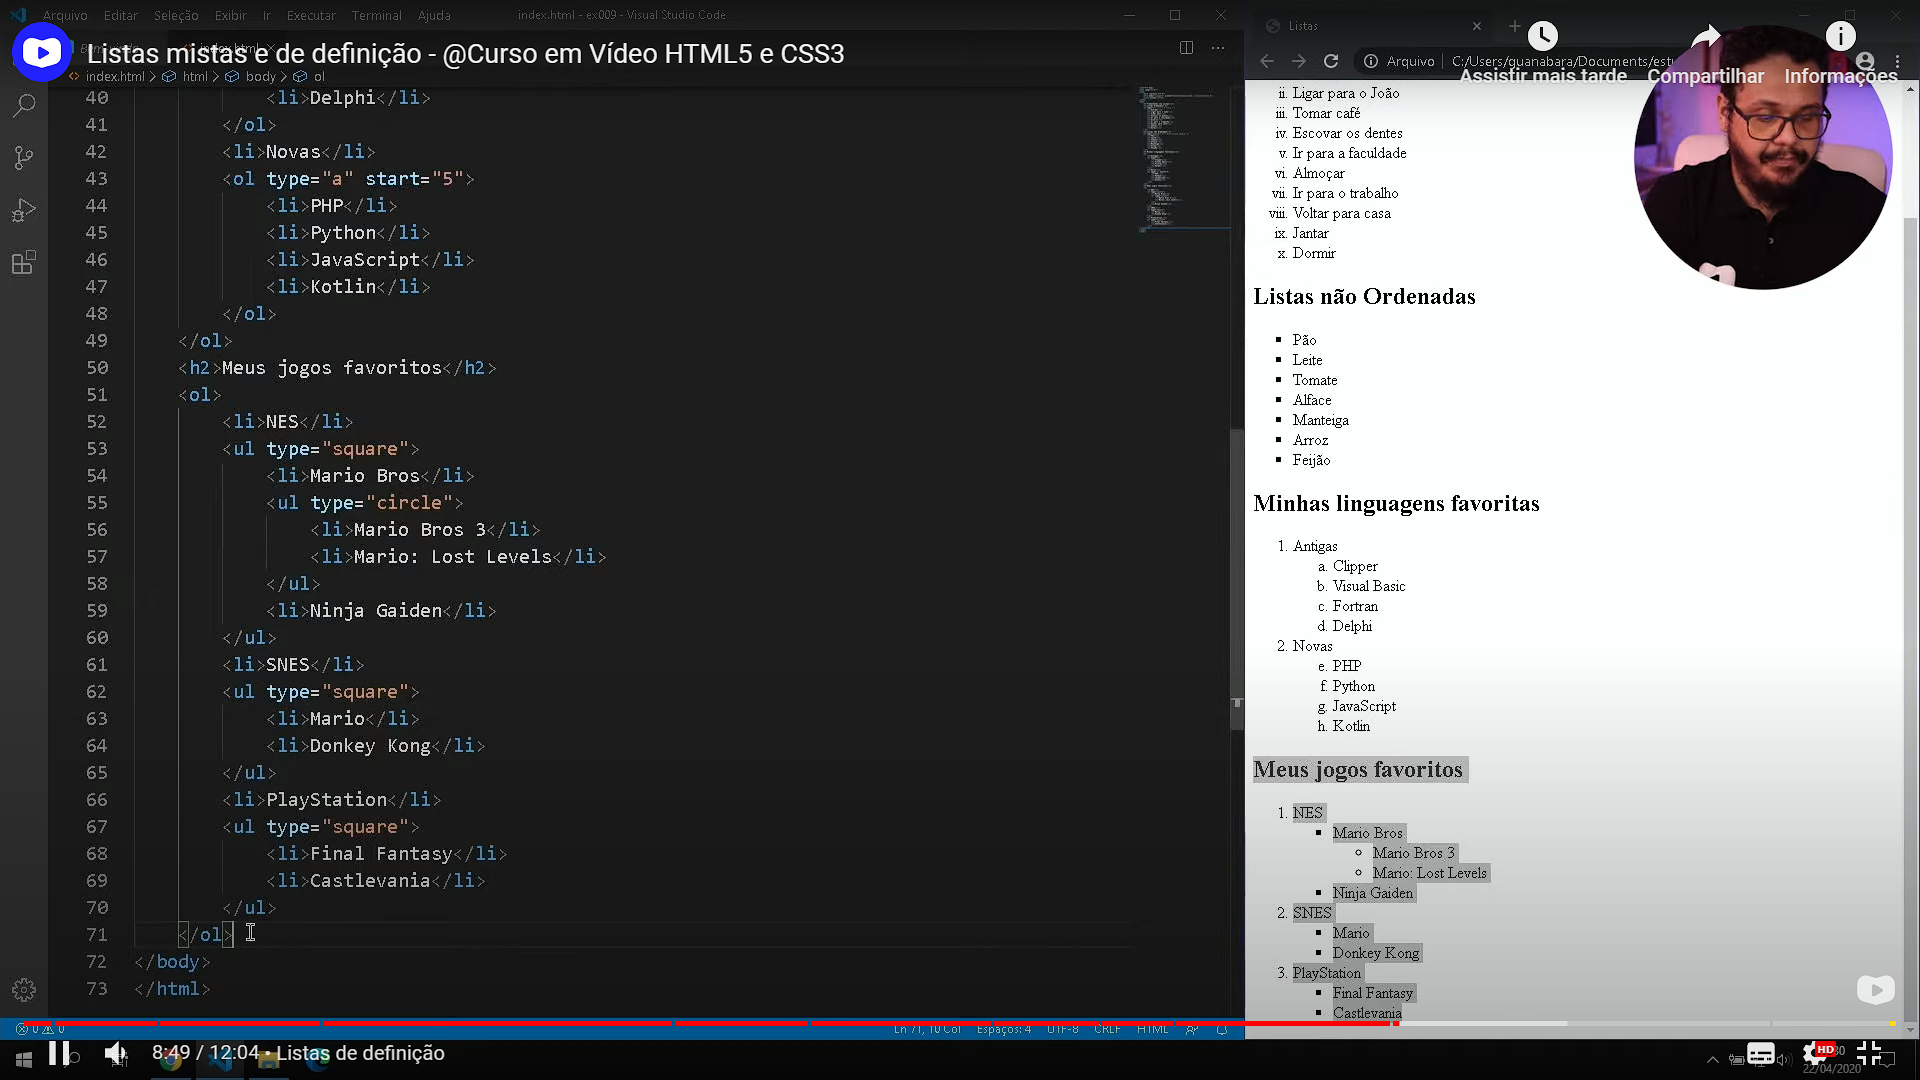 Arquivo Editar Seleção Exibir Ir Executar Terminal Ajuda
index.html - ex009 - Visual Studio Code
Listas mistas e de definição - @Curso em Vídeo HTML5 e CSS3
index.html > html > body > ol
40 <li>Delphi</li>
41 </ol>
42 <li>Novas</li>
43 <ol type="a" start="5">
44 <li>PHP</li>
45 <li>Python</li>
46 <li>JavaScript</li>
47 <li>Kotlin</li>
48 </ol>
49 </ol>
50 <h2>Meus jogos favoritos</h2>
51 <ol>
52 <li>NES</li>
53 <ul type="square">
54 <li>Mario Bros</li>
55 <ul type="circle">
56 <li>Mario Bros 3</li>
57 <li>Mario: Lost Levels</li>
58 </ul>
59 <li>Ninja Gaiden</li>
60 </ul>
61 <li>SNES</li>
62 <ul type="square">
63 <li>Mario</li>
64 <li>Donkey Kong</li>
65 </ul>
66 <li>PlayStation</li>
67 <ul type="square">
68 <li>Final Fantasy</li>
69 <li>Castlevania</li>
70 </ul>
71 </ol>
72 </body>
73 </html>
Ln 71, 10 Col Espaços: 4 UTF-8 CRLF HTML
Listas
Arquivo | C:/Users/guanabara/Documents/est
Assistir mais tarde Compartilhar Informações
ii. Ligar para o João
iii. Tomar café
iv. Escovar os dentes
v. Ir para a faculdade
vi. Almoçar
vii. Ir para o trabalho
viii. Voltar para casa
ix. Jantar
x. Dormir
Listas não Ordenadas
Pão
Leite
Tomate
Alface
Manteiga
Arroz
Feijão
Minhas linguagens favoritas
1. Antigas
a. Clipper
b. Visual Basic
c. Fortran
d. Delphi
2. Novas
e. PHP
f. Python
g. JavaScript
h. Kotlin
Meus jogos favoritos
1. NES
Mario Bros
Mario Bros 3
Mario: Lost Levels
Ninja Gaiden
2. SNES
Mario
Donkey Kong
3. PlayStation
Final Fantasy
Castlevania
8:49 / 12:04 • Listas de definição
HD
22/04/2020